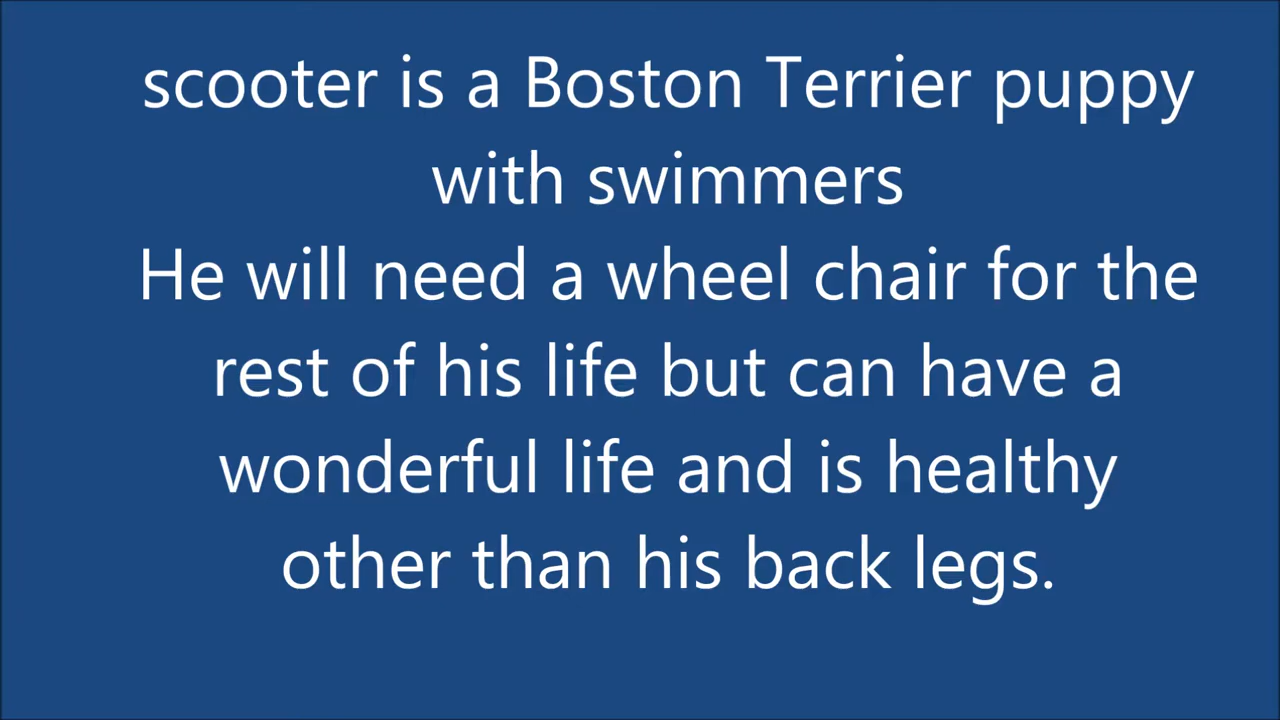 scooter is a Boston Terrier puppy
with swimmers
He will need a wheel chair for the
rest of his life but can have a
wonderful life and is healthy
other than his back legs.